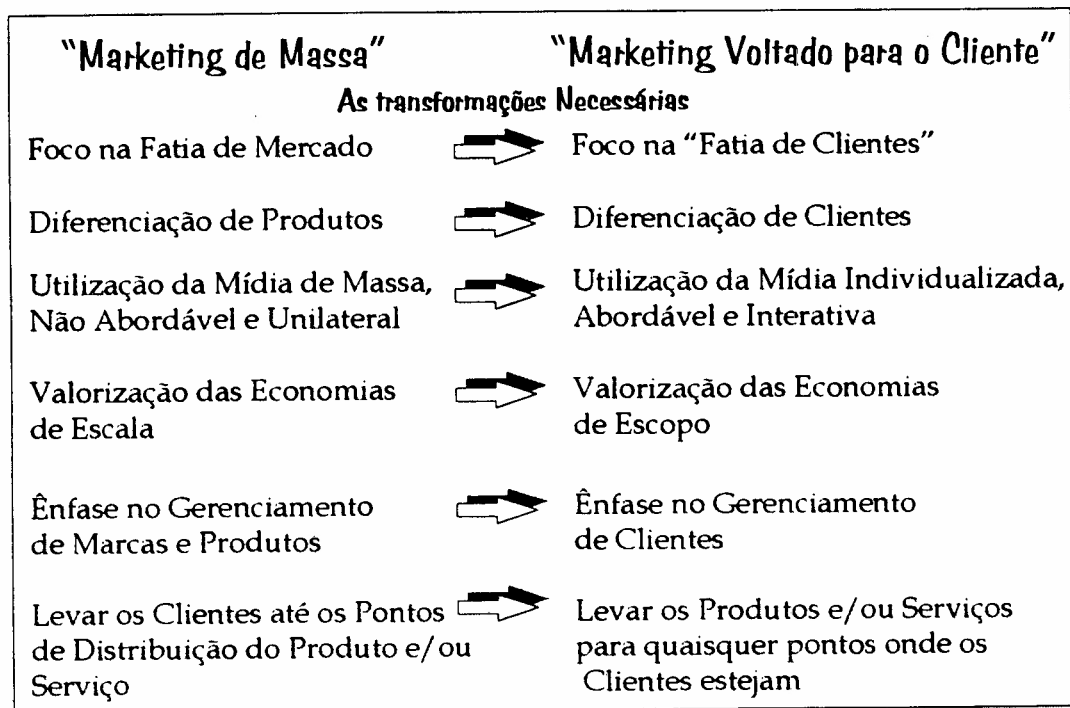 "Marketing de Massa"
"Marketing Voltado para o Cliente"
As transformações Necessárias
Foco na Fatia de Mercado
Foco na "Fatia de Clientes"
Diferenciação de Produtos
Diferenciação de Clientes
Utilização da Mídia de Massa,
Não Abordável e Unilateral
Utilização da Mídia Individualizada,
Abordável e Interativa
Valorização das Economias
de Escala
Valorização das Economias
de Escopo
Ênfase no Gerenciamento
de Marcas e Produtos
Ênfase no Gerenciamento
de Clientes
Levar os Clientes até os Pontos
de Distribuição do Produto e/ou
Serviço
Levar os Produtos e/ou Serviços
para quaisquer pontos onde os
Clientes estejam